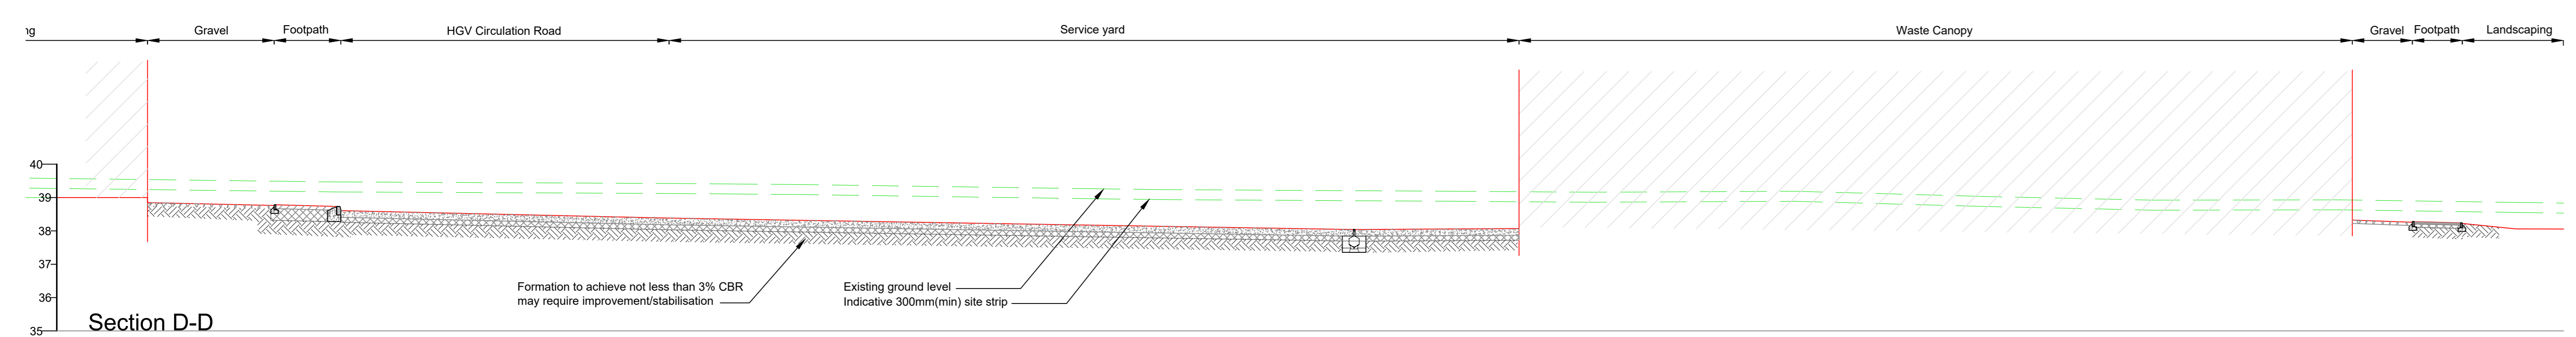 Gravel
Footpath
HGV Circulation Road
Service yard
Waste Canopy
Gravel
Footpath
Landscaping
40
39
38
37
36
35
Formation to achieve not less than 3% CBR
may require improvement/stabilisation
Existing ground level
Indicative 300mm(min) site strip
Section D-D